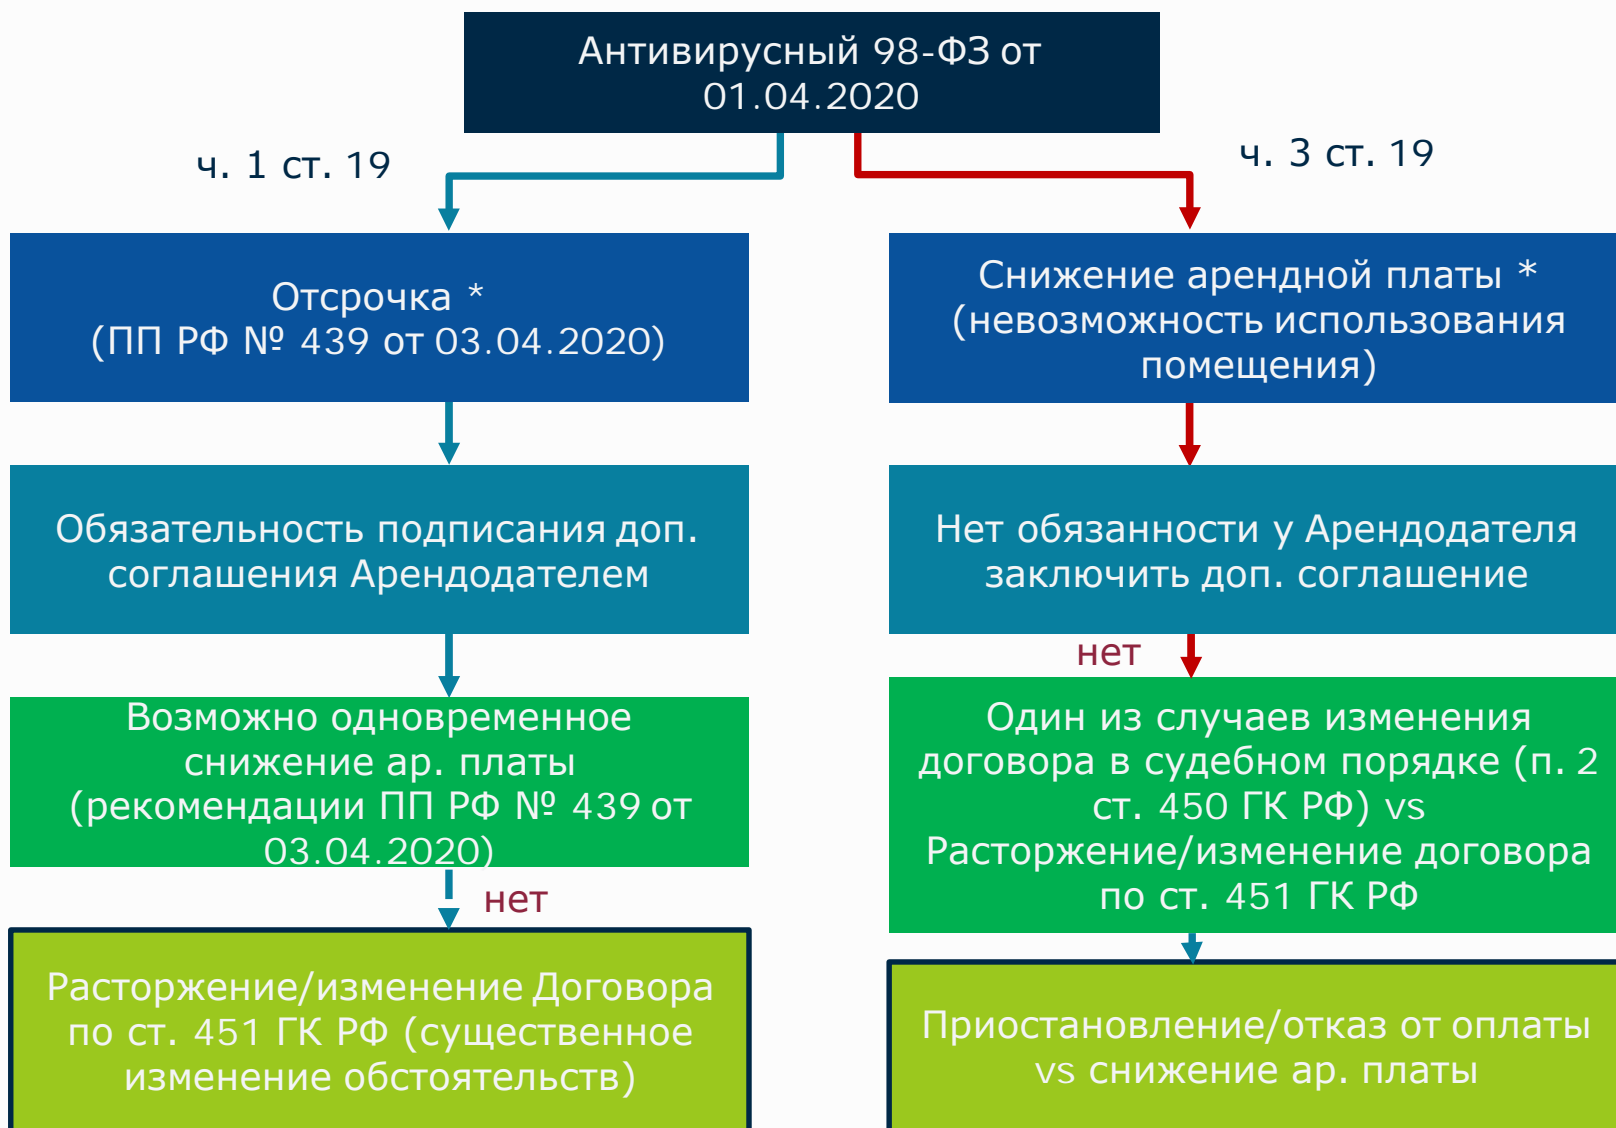 Антивирусный 98-ФЗ от
01.04.2020
ч. 1 ст. 19
ч. 3 ст. 19
Отсрочка *
(ПП РФ № 439 от 03.04.2020)
Снижение арендной платы *
(невозможность использования
помещения)
Обязательность подписания доп.
соглашения Арендодателем
Нет обязанности у Арендодателя
заключить доп. соглашение
нет
Возможно одновременное
снижение ар. платы
(рекомендации ПП РФ № 439 от
03.04.2020)
Один из случаев изменения
договора в судебном порядке (п. 2
ст. 450 ГК РФ) vs
Расторжение/изменение договора
по ст. 451 ГК РФ
нет
Расторжение/изменение Договора
по ст. 451 ГК РФ (существенное
изменение обстоятельств)
Приостановление/отказ от оплаты
vs снижение ар. платы